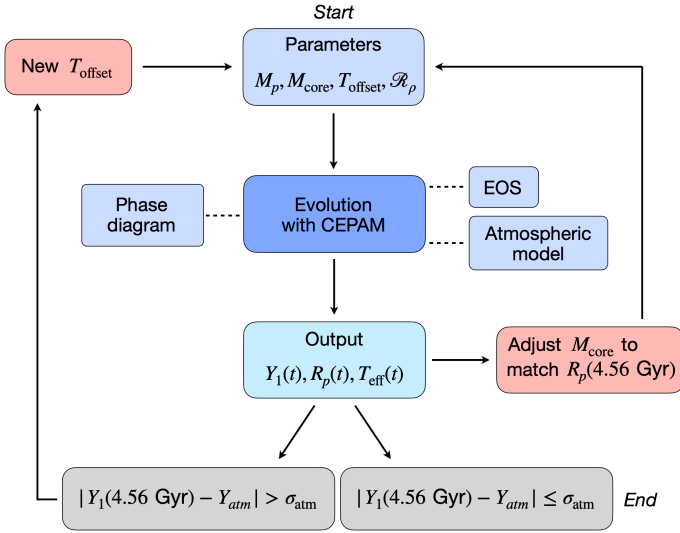 Start
New T_offset
Parameters
M_p, M_core, T_offset, ℛ_ρ
Phase
diagram
Evolution
with CEPAM
EOS
Atmospheric
model
Output
Y_1(t), R_p(t), T_eff(t)
Adjust M_core to
match R_p(4.56 Gyr)
|Y_1(4.56 Gyr) − Y_atm| > σ_atm
|Y_1(4.56 Gyr) − Y_atm| ≤ σ_atm
End